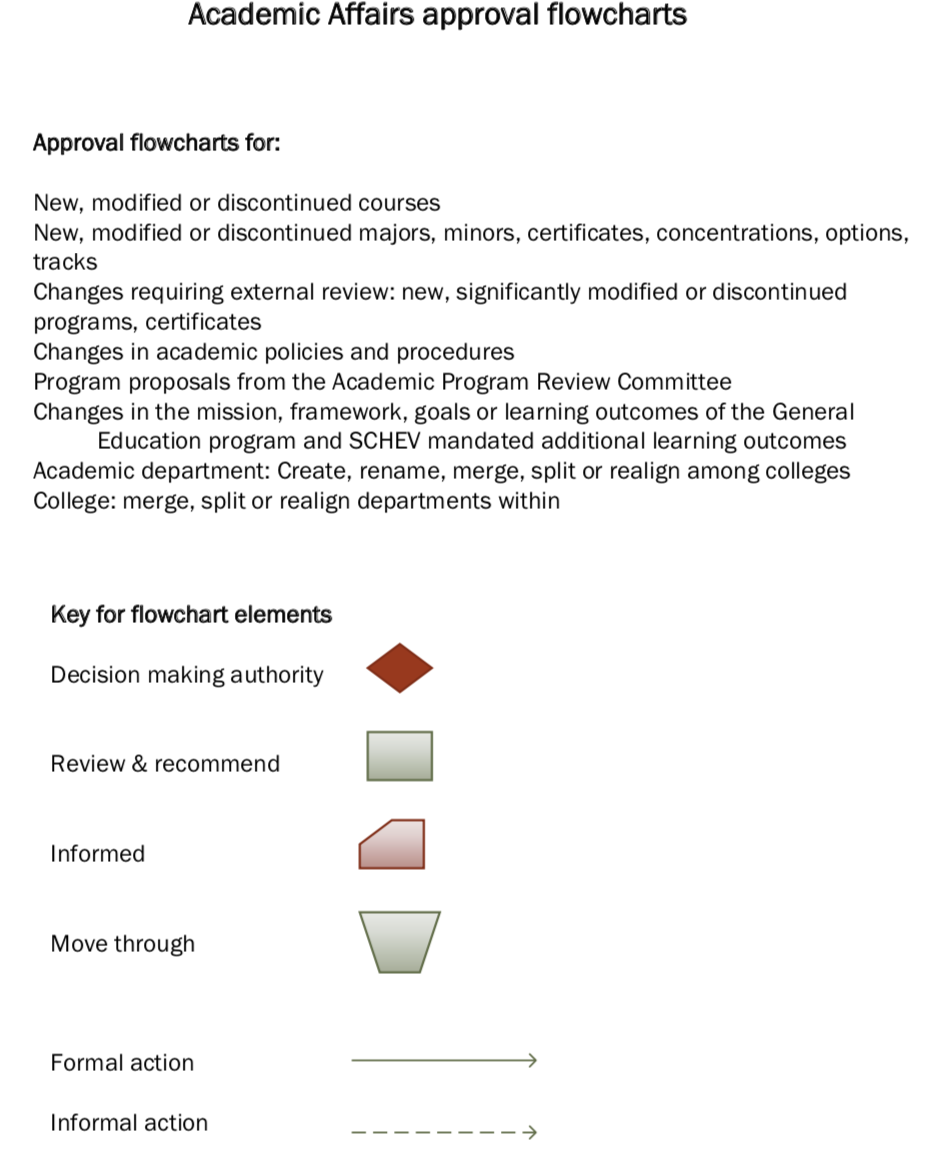 Academic Affairs approval flowcharts
Approval flowcharts for:
New, modified or discontinued courses
New, modified or discontinued majors, minors, certificates, concentrations, options,
tracks
Changes requiring external review: new, significantly modified or discontinued
programs, certificates
Changes in academic policies and procedures
Program proposals from the Academic Program Review Committee
Changes in the mission, framework, goals or learning outcomes of the General
Education program and SCHEV mandated additional learning outcomes
Academic department: Create, rename, merge, split or realign among colleges
College: merge, split or realign departments within
Key for flowchart elements
Decision making authority
Review & recommend
Informed
Move through
Formal action
Informal action